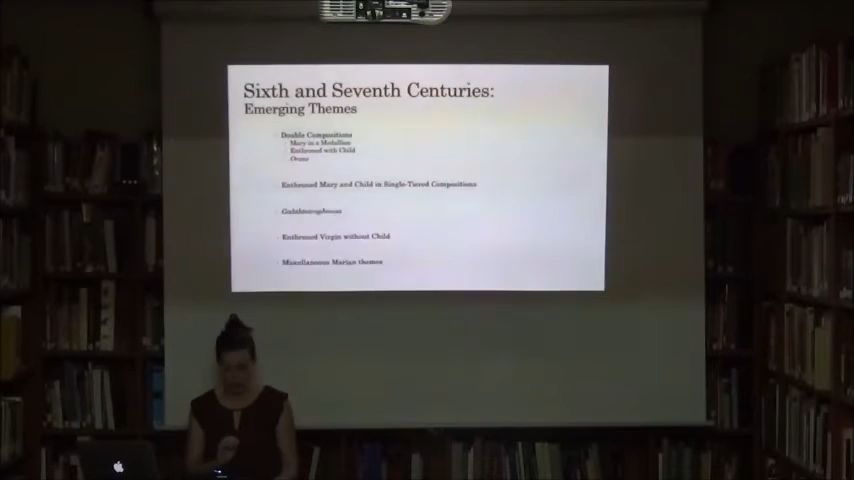 Sixth and Seventh Centuries:
Emerging Themes
Double Compositions
Mary in a Medallion
Enthroned with Child
Orans
Enthroned Mary and Child in Single-Tiered Compositions
Galaktotrophousa
Enthroned Virgin without Child
Miscellaneous Marian themes